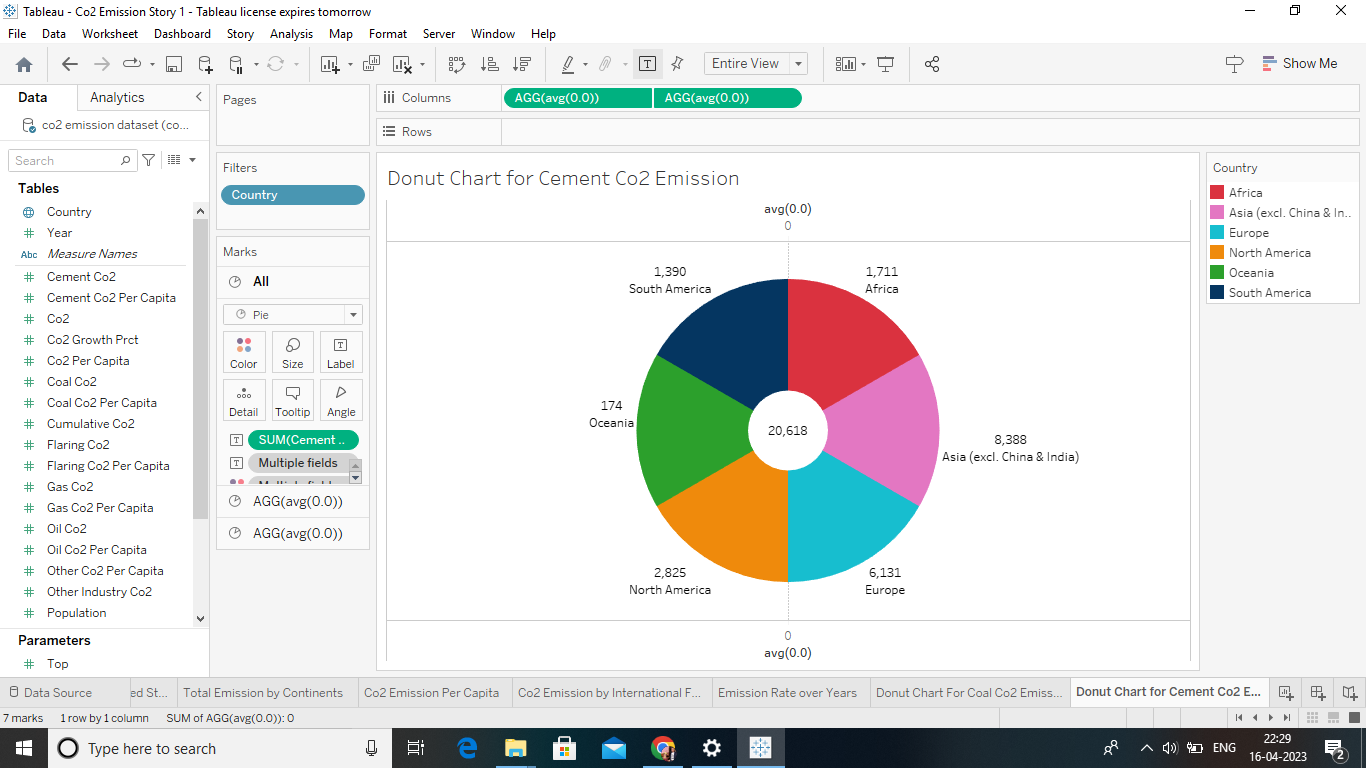 Tableau - Co2 Emission Story 1 - Tableau license expires tomorrow
File Data Worksheet Dashboard Story Analysis Map Format Server Window Help
Entire View
Show Me
Data Analytics
co2 emission dataset (co...
Search
Tables
Country
Year
Abc Measure Names
Cement Co2
Cement Co2 Per Capita
Co2
Co2 Growth Prct
Co2 Per Capita
Coal Co2
Coal Co2 Per Capita
Cumulative Co2
Flaring Co2
Flaring Co2 Per Capita
Gas Co2
Gas Co2 Per Capita
Oil Co2
Oil Co2 Per Capita
Other Co2 Per Capita
Other Industry Co2
Population
Parameters
Top
Pages
Filters
Country
Marks
All
Pie
Color Size Label
Detail Tooltip Angle
SUM(Cement ..
Multiple fields
AGG(avg(0.0))
AGG(avg(0.0))
Columns AGG(avg(0.0)) AGG(avg(0.0))
Rows
Donut Chart for Cement Co2 Emission
avg(0.0)
0
1,390
South America
1,711
Africa
174
Oceania
20,618
8,388
Asia (excl. China & India)
2,825
North America
6,131
Europe
0
avg(0.0)
Country
Africa
Asia (excl. China & In..
Europe
North America
Oceania
South America
Data Source ed St... Total Emission by Continents Co2 Emission Per Capita Co2 Emission by International F... Emission Rate over Years Donut Chart For Coal Co2 Emiss... Donut Chart for Cement Co2 E...
7 marks 1 row by 1 column SUM of AGG(avg(0.0)): 0
Type here to search
ENG
22:29
16-04-2023
2